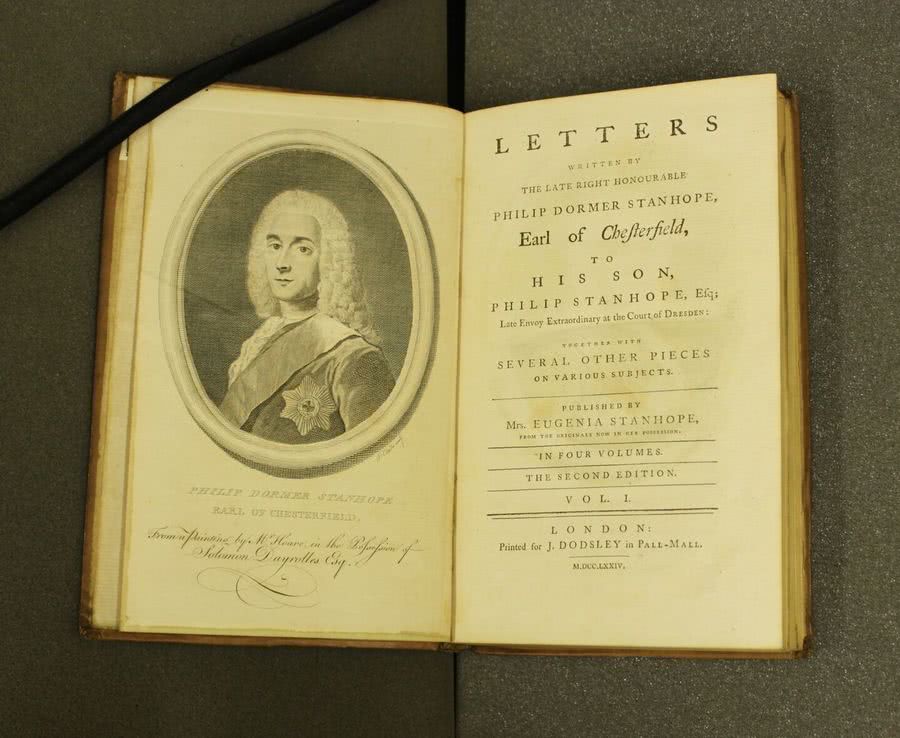 PHILIP DORMER STANHOPE
EARL OF CHESTERFIELD,
From a Painting by Mr. Hoare, in the Possession of
Solomon Dayrolles Esq.
LETTERS
WRITTEN BY
THE LATE RIGHT HONOURABLE
PHILIP DORMER STANHOPE,
Earl of Cheſterfield,
TO
HIS SON,
PHILIP STANHOPE, Eſq;
Late Envoy Extraordinary at the Court of DRESDEN:
TOGETHER WITH
SEVERAL OTHER PIECES
ON VARIOUS SUBJECTS.
PUBLISHED BY
Mrs. EUGENIA STANHOPE,
FROM THE ORIGINALS NOW IN HER POSSESSION.
IN FOUR VOLUMES.
THE SECOND EDITION.
VOL. I.
LONDON:
Printed for J. DODSLEY in PALL-MALL.
M.DCC.LXXIV.